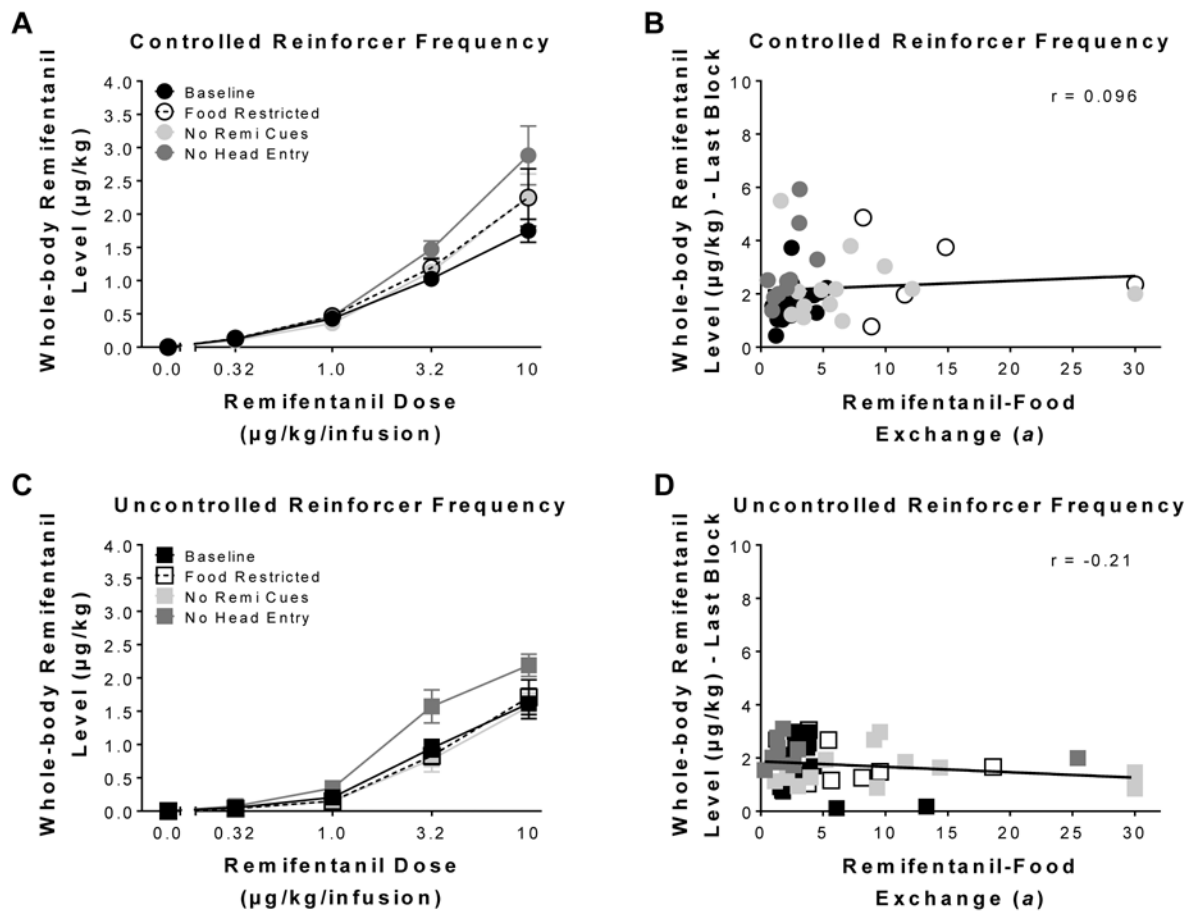 A
Controlled Reinforcer Frequency
Whole-body Remifentanil
Level (µg/kg)
4.0
3.5
3.0
2.5
2.0
1.5
1.0
0.5
0.0
Baseline
Food Restricted
No Remi Cues
No Head Entry
0.0 0.32 1.0 3.2 10
Remifentanil Dose
(µg/kg/infusion)
B
Controlled Reinforcer Frequency
Whole-body Remifentanil
Level (µg/kg) - Last Block
10
8
6
4
2
0
r = 0.096
0 5 10 15 20 25 30
Remifentanil-Food
Exchange (a)
C
Uncontrolled Reinforcer Frequency
Whole-body Remifentanil
Level (µg/kg)
4.0
3.5
3.0
2.5
2.0
1.5
1.0
0.5
0.0
Baseline
Food Restricted
No Remi Cues
No Head Entry
0.0 0.32 1.0 3.2 10
Remifentanil Dose
(µg/kg/infusion)
D
Uncontrolled Reinforcer Frequency
Whole-body Remifentanil
Level (µg/kg) - Last Block
10
8
6
4
2
0
r = -0.21
0 5 10 15 20 25 30
Remifentanil-Food
Exchange (a)